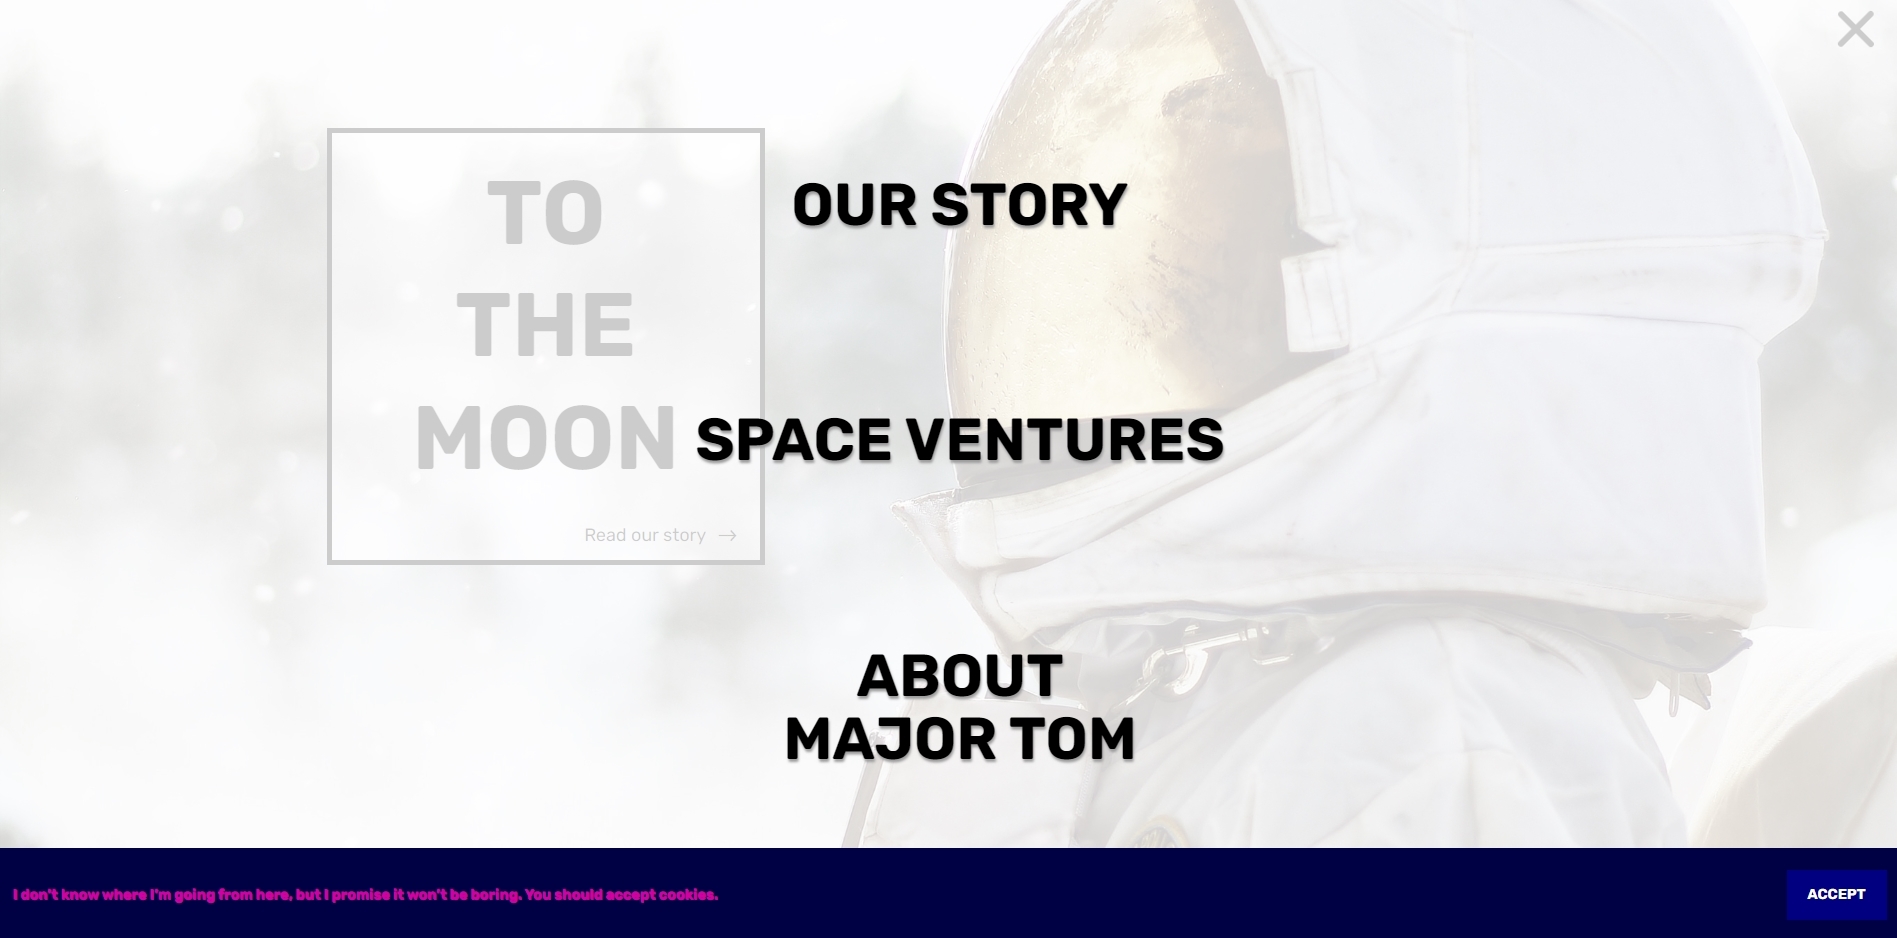 TO
THE
MOON
Read our story →
OUR STORY
SPACE VENTURES
ABOUT
MAJOR TOM
I don't know where I'm going from here, but I promise it won't be boring. You should accept cookies.
ACCEPT